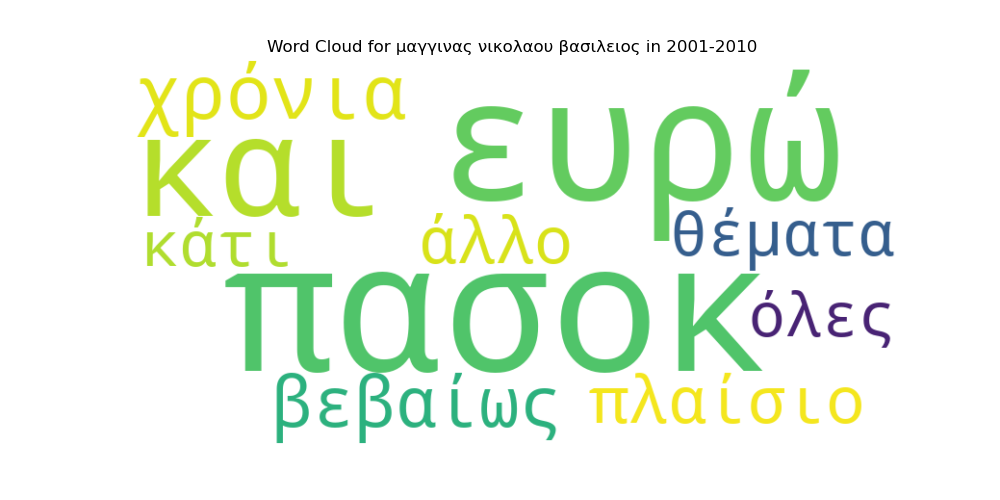 Word Cloud for μαγγινας νικολαου βασιλειος in 2001-2010
χρόνια
και ευρώ
κάτι άλλο θέματα
πασοκ όλες
βεβαίως πλαίσιο